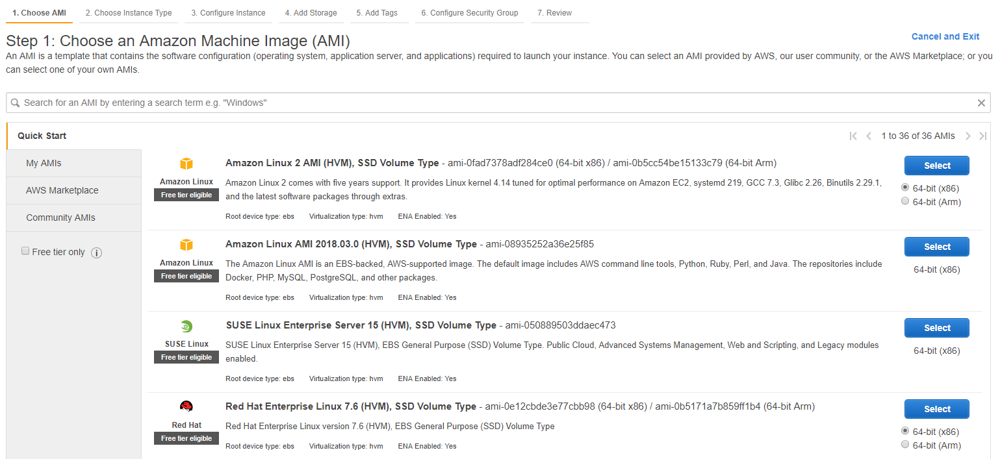 1. Choose AMI 2. Choose Instance Type 3. Configure Instance 4. Add Storage 5. Add Tags 6. Configure Security Group 7. Review
Step 1: Choose an Amazon Machine Image (AMI)
Cancel and Exit
An AMI is a template that contains the software configuration (operating system, application server, and applications) required to launch your instance. You can select an AMI provided by AWS, our user community, or the AWS Marketplace; or you
can select one of your own AMIs.
Search for an AMI by entering a search term e.g. "Windows"
Quick Start
1 to 36 of 36 AMIs
My AMIs
AWS Marketplace
Community AMIs
Free tier only
Amazon Linux
Free tier eligible
Amazon Linux 2 AMI (HVM), SSD Volume Type - ami-0fad7378adf284ce0 (64-bit x86) / ami-0b5cc54be15133c79 (64-bit Arm)
Amazon Linux 2 comes with five years support. It provides Linux kernel 4.14 tuned for optimal performance on Amazon EC2, systemd 219, GCC 7.3, Glibc 2.26, Binutils 2.29.1,
and the latest software packages through extras.
Root device type: ebs Virtualization type: hvm ENA Enabled: Yes
Select
64-bit (x86)
64-bit (Arm)
Amazon Linux
Free tier eligible
Amazon Linux AMI 2018.03.0 (HVM), SSD Volume Type - ami-08935252a36e25f85
The Amazon Linux AMI is an EBS-backed, AWS-supported image. The default image includes AWS command line tools, Python, Ruby, Perl, and Java. The repositories include
Docker, PHP, MySQL, PostgreSQL, and other packages.
Root device type: ebs Virtualization type: hvm ENA Enabled: Yes
Select
64-bit (x86)
SUSE Linux
Free tier eligible
SUSE Linux Enterprise Server 15 (HVM), SSD Volume Type - ami-050889503ddaec473
SUSE Linux Enterprise Server 15 (HVM), EBS General Purpose (SSD) Volume Type. Public Cloud, Advanced Systems Management, Web and Scripting, and Legacy modules
enabled.
Root device type: ebs Virtualization type: hvm ENA Enabled: Yes
Select
64-bit (x86)
Red Hat
Free tier eligible
Red Hat Enterprise Linux 7.6 (HVM), SSD Volume Type - ami-0e12cbde3e77cbb98 (64-bit x86) / ami-0b5171a7b859ff1b4 (64-bit Arm)
Red Hat Enterprise Linux version 7.6 (HVM), EBS General Purpose (SSD) Volume Type
Root device type: ebs Virtualization type: hvm ENA Enabled: Yes
Select
64-bit (x86)
64-bit (Arm)